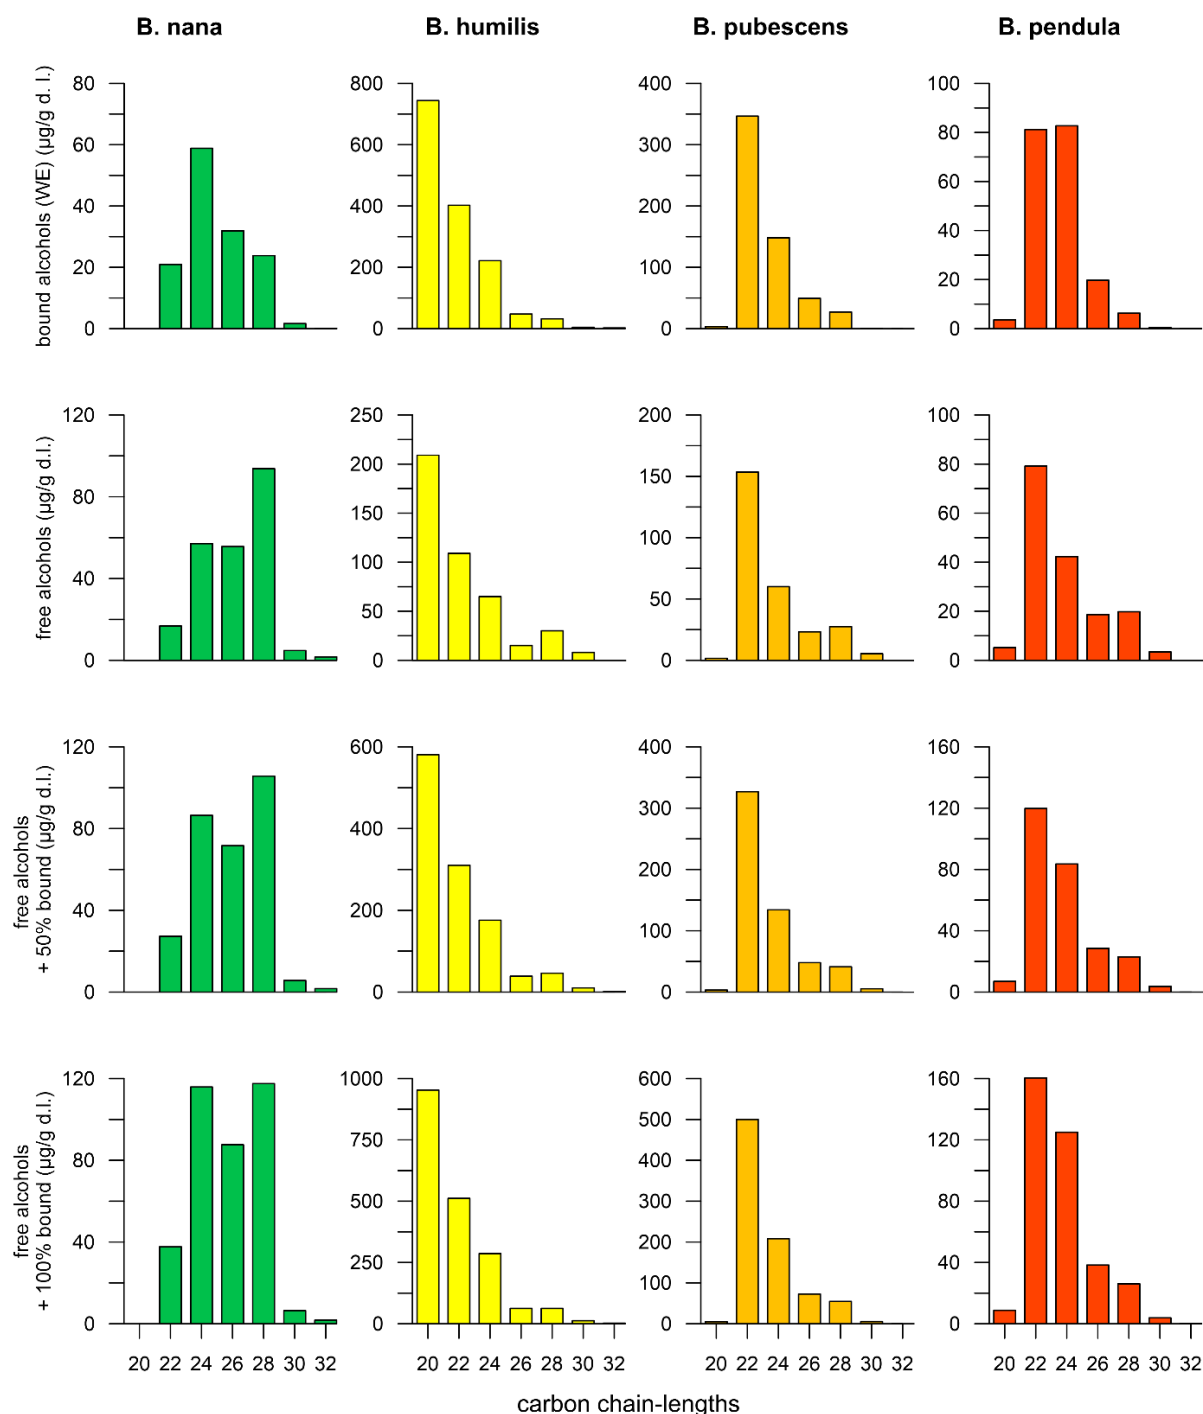 B. nana B. humilis B. pubescens B. pendula
bound alcohols (WE) (µg/g d. l.)
80 60 40 20 0
800 600 400 200 0
400 300 200 100 0
100 80 60 40 20 0
free alcohols (µg/g d.l.)
120 80 40 0
250 200 150 100 50 0
200 150 100 50 0
100 80 60 40 20 0
free alcohols
+ 50% bound (µg/g d.l.)
120 80 40 0
600 400 200 0
400 300 200 100 0
160 120 80 40 0
free alcohols
+ 100% bound (µg/g d.l.)
120 80 40 0
1000 750 500 250 0
600 500 400 300 200 100 0
160 120 80 40 0
20 22 24 26 28 30 32
20 22 24 26 28 30 32
20 22 24 26 28 30 32
20 22 24 26 28 30 32
carbon chain-lengths